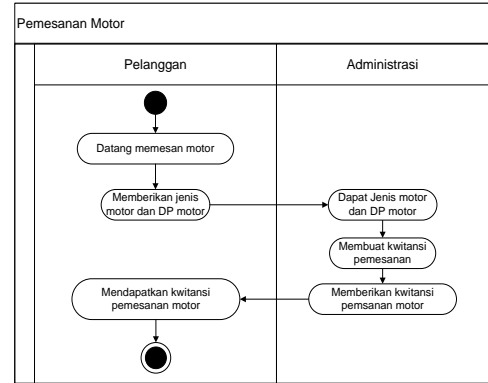 Pemesanan Motor
Pelanggan
Administrasi
Datang memesan motor
Memberikan jenis
motor dan DP motor
Dapat Jenis motor
dan DP motor
Membuat kwitansi
pemesanan
Memberikan kwitansi
pemsanan motor
Mendapatkan kwitansi
pemesanan motor